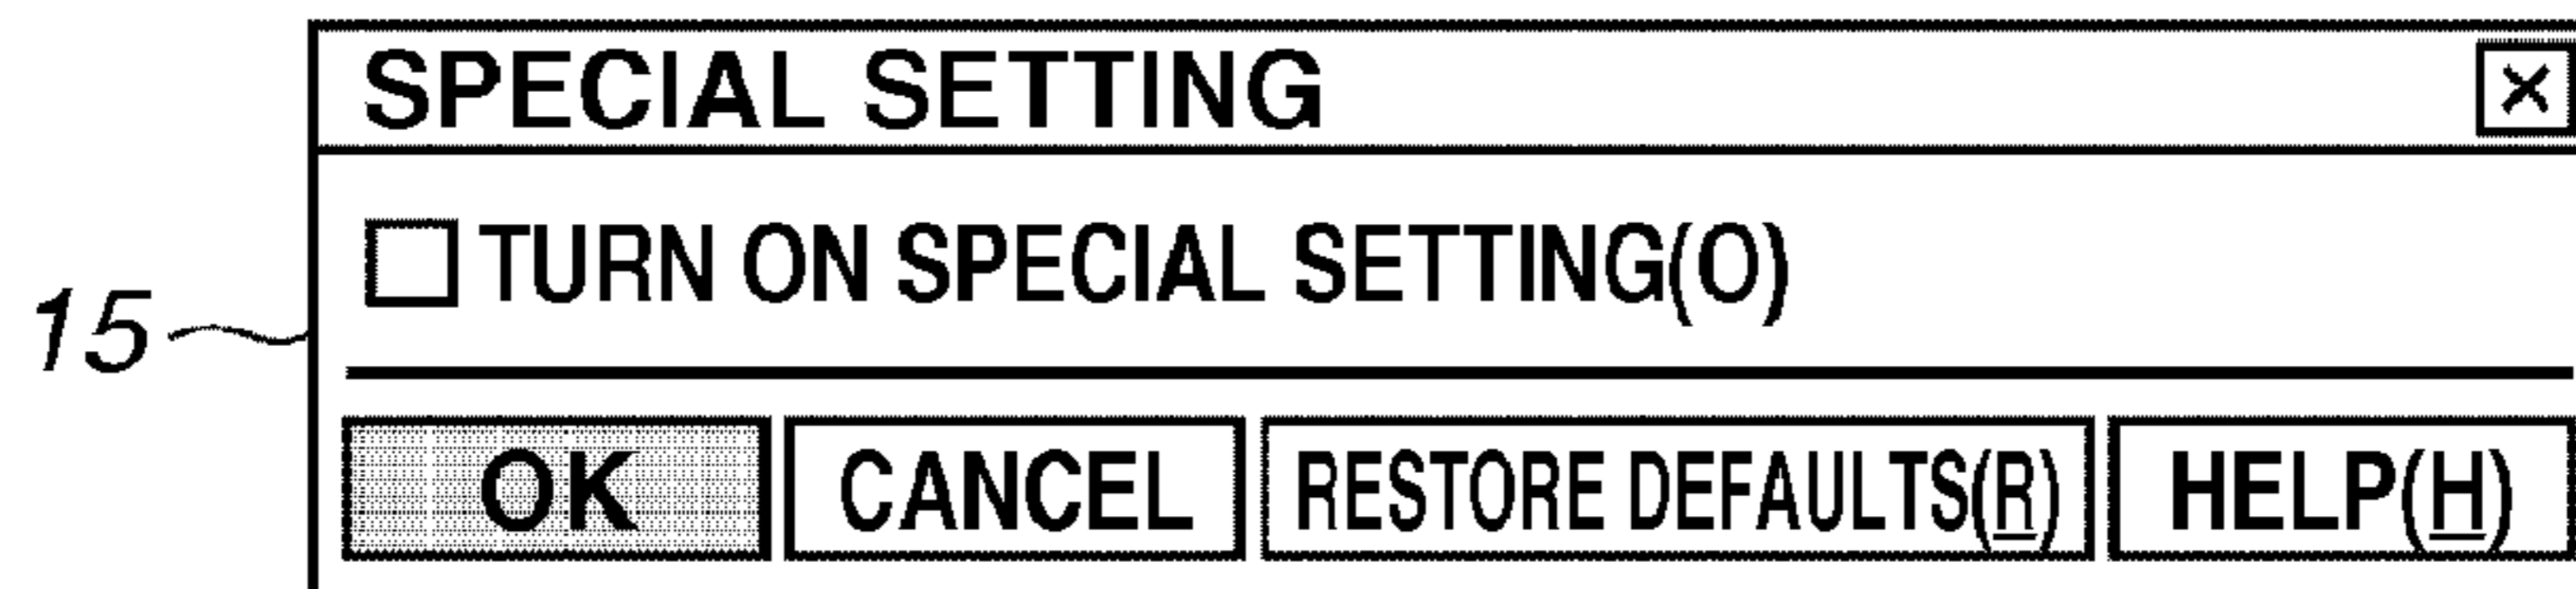 SPECIAL SETTING
TURN ON SPECIAL SETTING(O)
15
OK CANCEL RESTORE DEFAULTS(R) HELP(H)